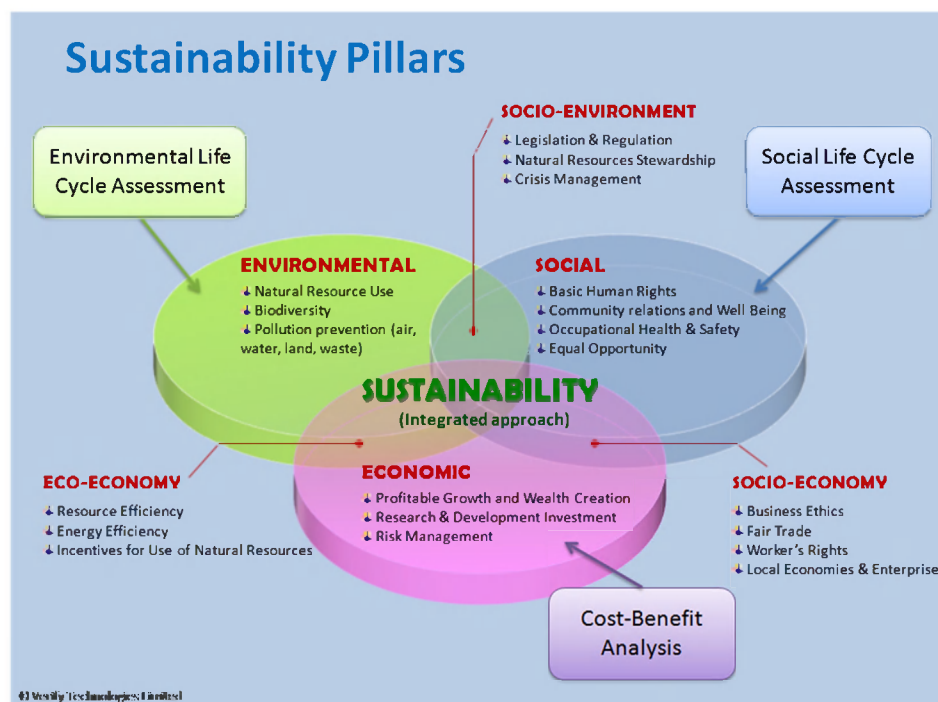 Sustainability Pillars
SOCIO-ENVIRONMENT
Legislation & Regulation
Natural Resources Stewardship
Crisis Management
Environmental Life
Cycle Assessment
Social Life Cycle
Assessment
ENVIRONMENTAL
Natural Resource Use
Biodiversity
Pollution prevention (air,
water, land, waste)
SOCIAL
Basic Human Rights
Community relations and Well Being
Occupational Health & Safety
Equal Opportunity
SUSTAINABILITY
(Integrated approach)
ECO-ECONOMY
Resource Efficiency
Energy Efficiency
Incentives for Use of Natural Resources
ECONOMIC
Profitable Growth and Wealth Creation
Research & Development Investment
Risk Management
SOCIO-ECONOMY
Business Ethics
Fair Trade
Worker's Rights
Local Economies & Enterprise
Cost-Benefit
Analysis
Technologies Limited